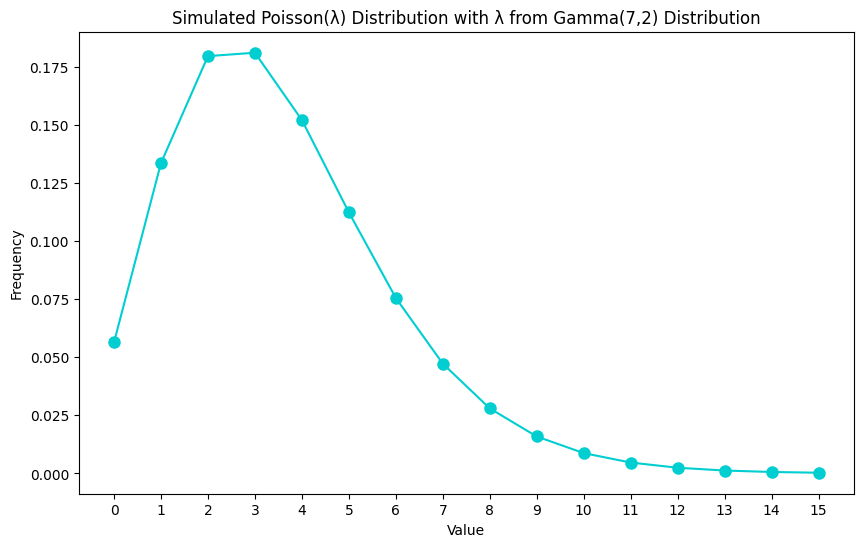 Simulated Poisson(λ) Distribution with λ from Gamma(7,2) Distribution
Frequency
0.175
0.150
0.125
0.100
0.075
0.050
0.025
0.000
0 1 2 3 4 5 6 7 8 9 10 11 12 13 14 15
Value